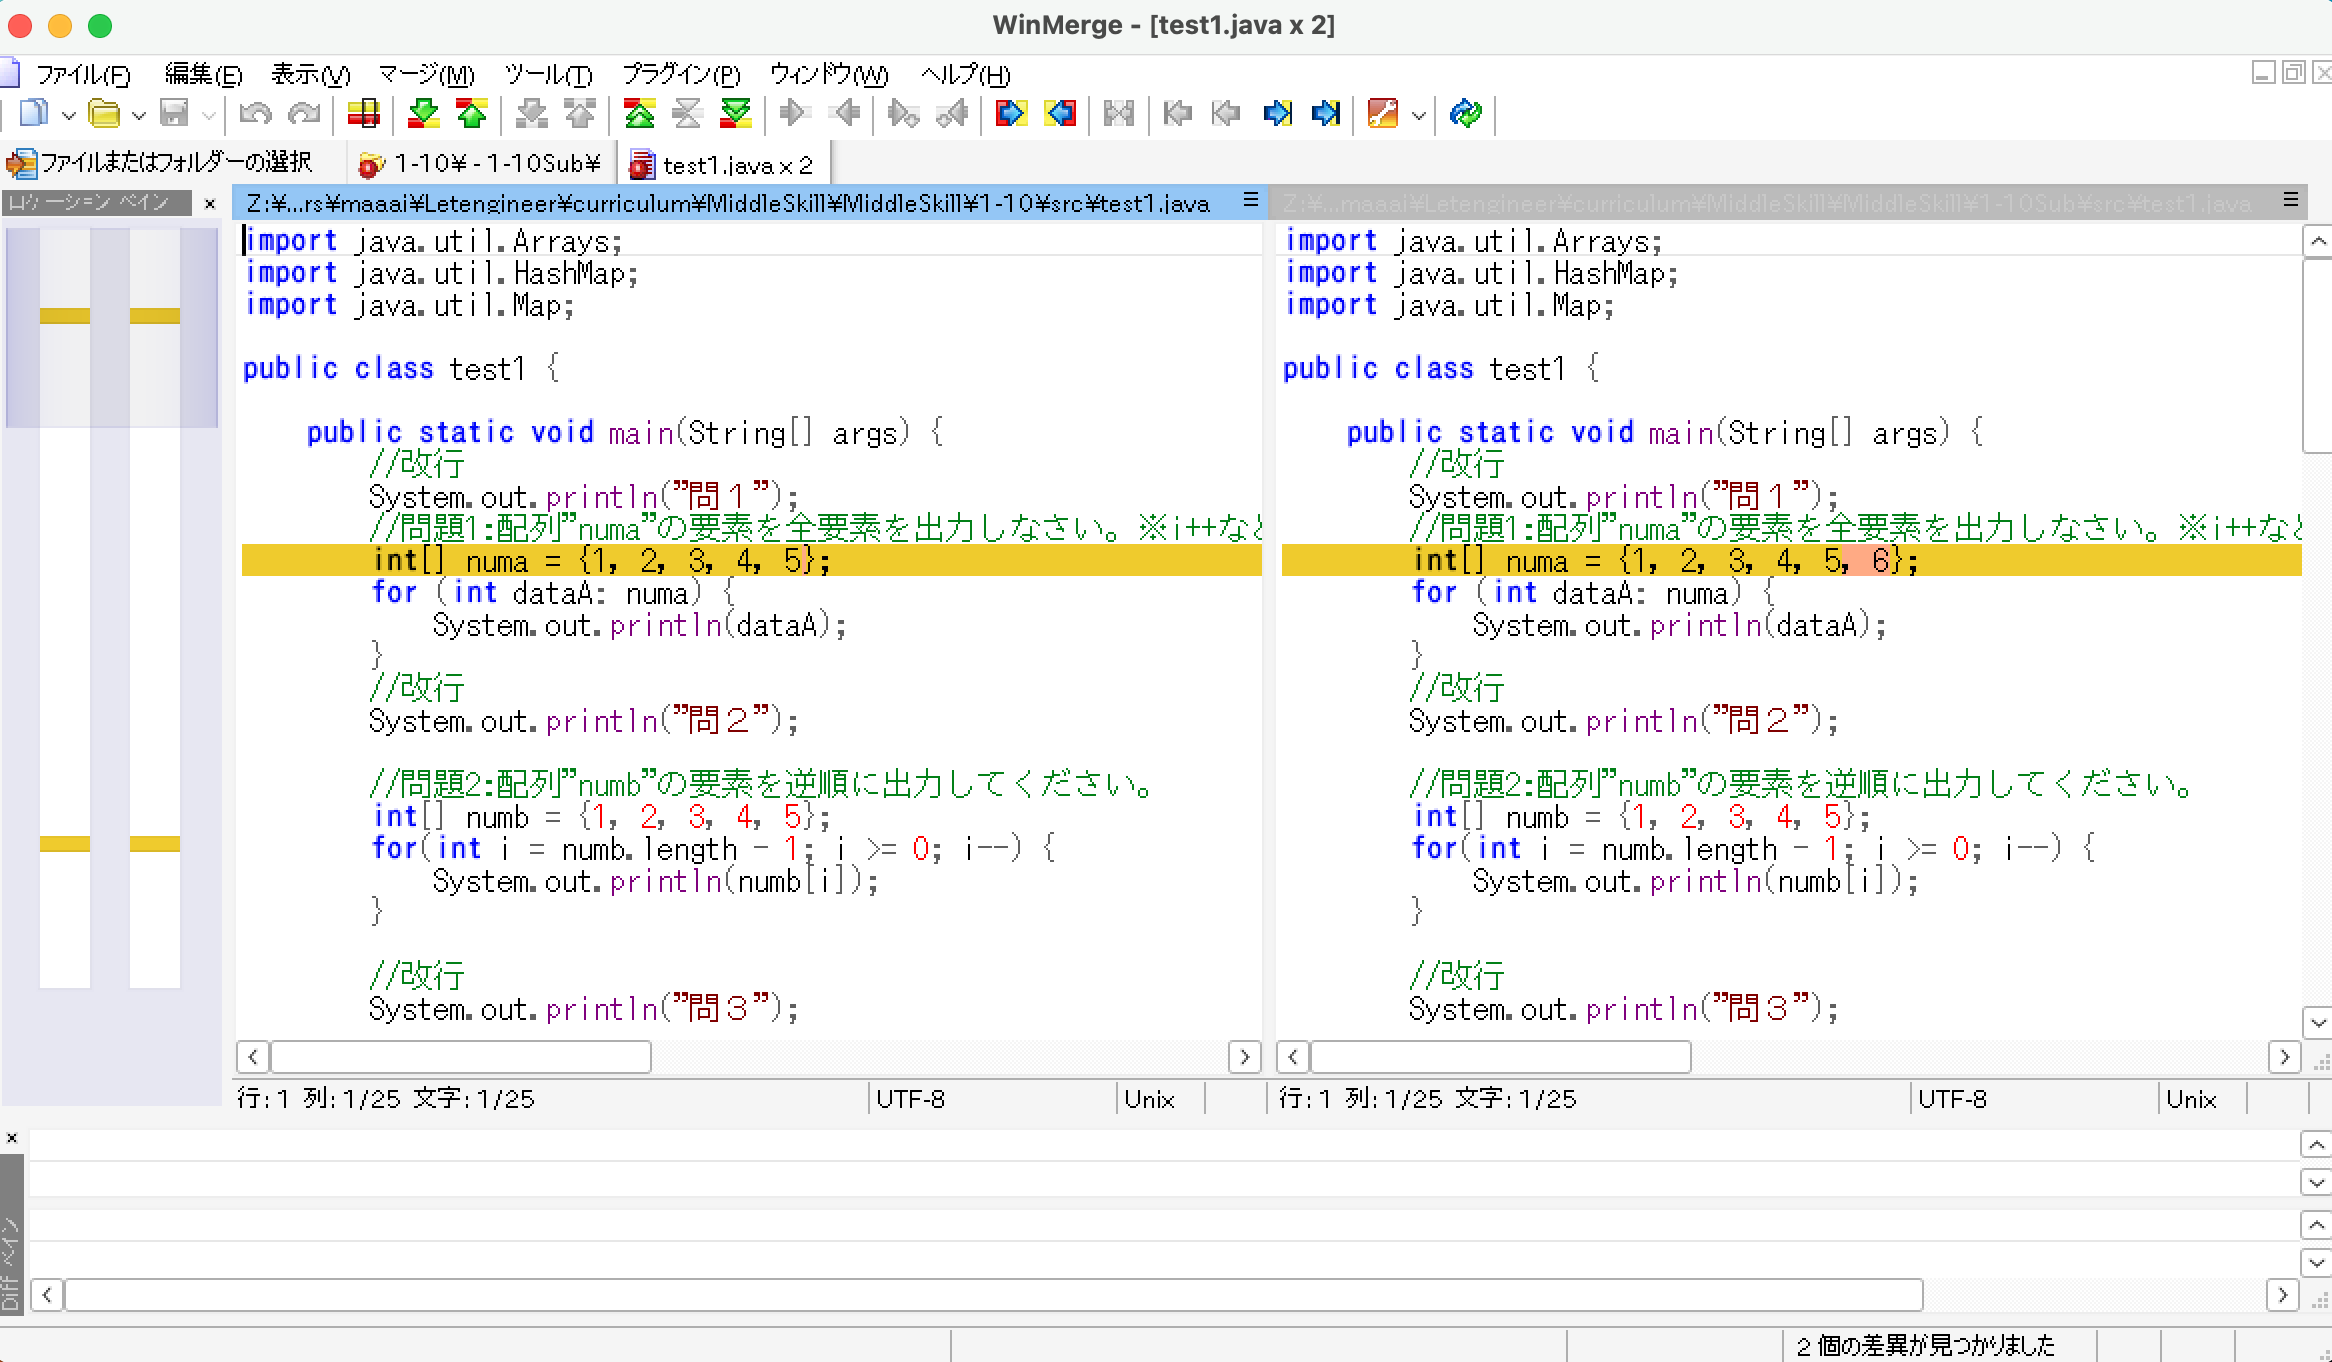 WinMerge - [test1.java x 2]
ファイル(F) 編集(E) 表示(V) マージ(M) ツール(T) プラグイン(P) ウィンドウ(W) ヘルプ(H)
ファイルまたはフォルダーの選択 1-10¥ - 1-10Sub¥ test1.java x 2
ロケーション ペイン
Z:¥...rs¥maaai¥Letengineer¥curriculum¥MiddleSkill¥MiddleSkill¥1-10¥src¥test1.java
import java.util.Arrays;
import java.util.HashMap;
import java.util.Map;
public class test1 {
public static void main(String[] args) {
//改行
System.out.println("問１");
//問題1:配列"numa"の要素を全要素を出力しなさい。※i++など
int[] numa = {1, 2, 3, 4, 5};
for (int dataA: numa) {
System.out.println(dataA);
}
//改行
System.out.println("問２");
//問題2:配列"numb"の要素を逆順に出力してください。
int[] numb = {1, 2, 3, 4, 5};
for(int i = numb.length - 1; i >= 0; i--) {
System.out.println(numb[i]);
}
//改行
System.out.println("問３");
行: 1 列: 1/25 文字: 1/25 UTF-8 Unix
Z:¥...maaai¥Letengineer¥curriculum¥MiddleSkill¥MiddleSkill¥1-10Sub¥src¥test1.java
import java.util.Arrays;
import java.util.HashMap;
import java.util.Map;
public class test1 {
public static void main(String[] args) {
//改行
System.out.println("問１");
//問題1:配列"numa"の要素を全要素を出力しなさい。※i++など
int[] numa = {1, 2, 3, 4, 5, 6};
for (int dataA: numa) {
System.out.println(dataA);
}
//改行
System.out.println("問２");
//問題2:配列"numb"の要素を逆順に出力してください。
int[] numb = {1, 2, 3, 4, 5};
for(int i = numb.length - 1; i >= 0; i--) {
System.out.println(numb[i]);
}
//改行
System.out.println("問３");
行: 1 列: 1/25 文字: 1/25 UTF-8 Unix
Diff ペイン
2 個の差異が見つかりました